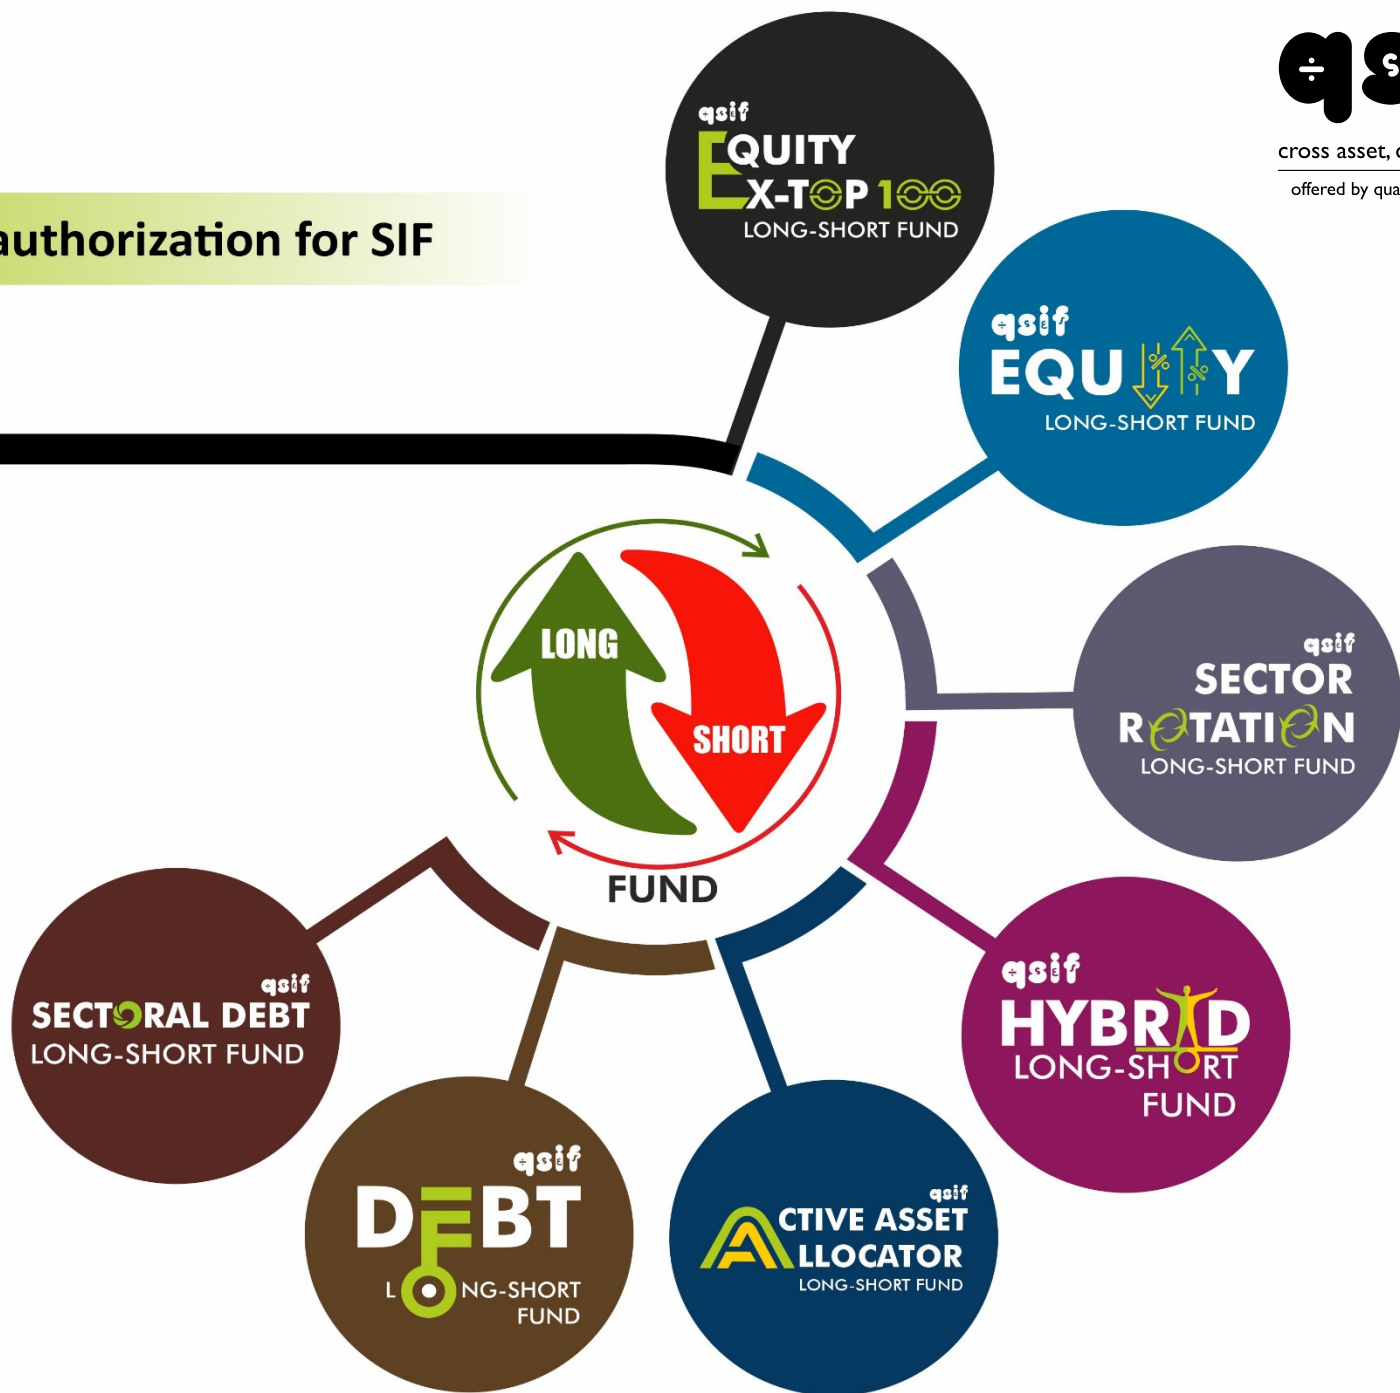 qsif
EQUITY
EX-TOP 100
LONG-SHORT FUND
cross asset,
offered by
authorization for SIF
qsif
EQUITY
LONG-SHORT FUND
qsif
SECTOR
ROTATION
LONG-SHORT FUND
LONG
SHORT
FUND
qsif
HYBRID
LONG-SHORT
FUND
qsif
SECTORAL DEBT
LONG-SHORT FUND
qsif
DEBT
LONG-SHORT
FUND
qsif
ACTIVE ASSET
ALLOCATOR
LONG-SHORT FUND